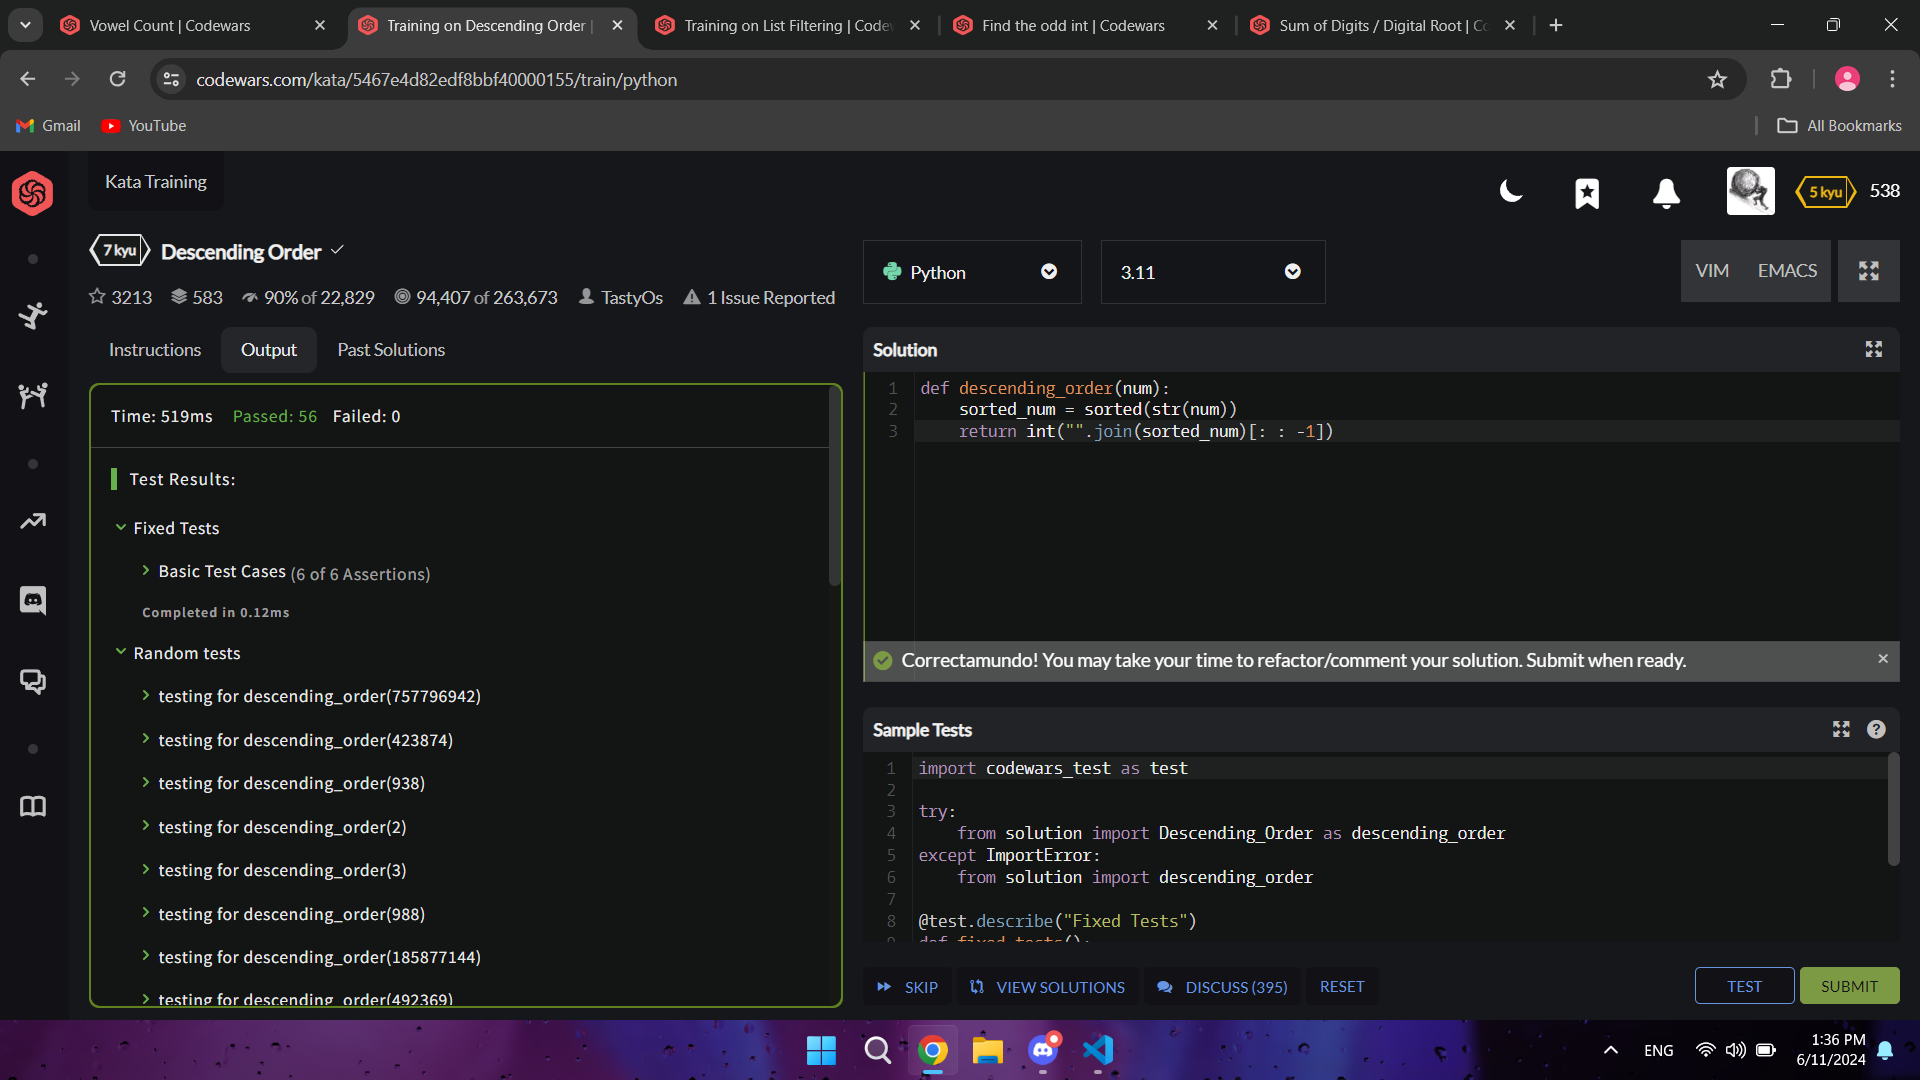 Vowel Count | Codewars
Training on Descending Order |
Training on List Filtering | Codew
Find the odd int | Codewars
Sum of Digits / Digital Root | Co
codewars.com/kata/5467e4d82edf8bbf40000155/train/python
Gmail
YouTube
All Bookmarks
Kata Training
5 kyu
538
7 kyu
Descending Order
3213
583
90% of 22,829
94,407 of 263,673
TastyOs
1 Issue Reported
Python
3.11
VIM
EMACS
Instructions
Output
Past Solutions
Time: 519ms Passed: 56 Failed: 0
Test Results:
Fixed Tests
Basic Test Cases (6 of 6 Assertions)
Completed in 0.12ms
Random tests
testing for descending_order(757796942)
testing for descending_order(423874)
testing for descending_order(938)
testing for descending_order(2)
testing for descending_order(3)
testing for descending_order(988)
testing for descending_order(185877144)
testing for descending_order(492369)
Solution
1 def descending_order(num):
2 sorted_num = sorted(str(num))
3 return int("".join(sorted_num)[: : -1])
Correctamundo! You may take your time to refactor/comment your solution. Submit when ready.
Sample Tests
1 import codewars_test as test
2
3 try:
4 from solution import Descending_Order as descending_order
5 except ImportError:
6 from solution import descending_order
7
8 @test.describe("Fixed Tests")
9 def fixed_tests():
SKIP
VIEW SOLUTIONS
DISCUSS (395)
RESET
TEST
SUBMIT
ENG
1:36 PM
6/11/2024